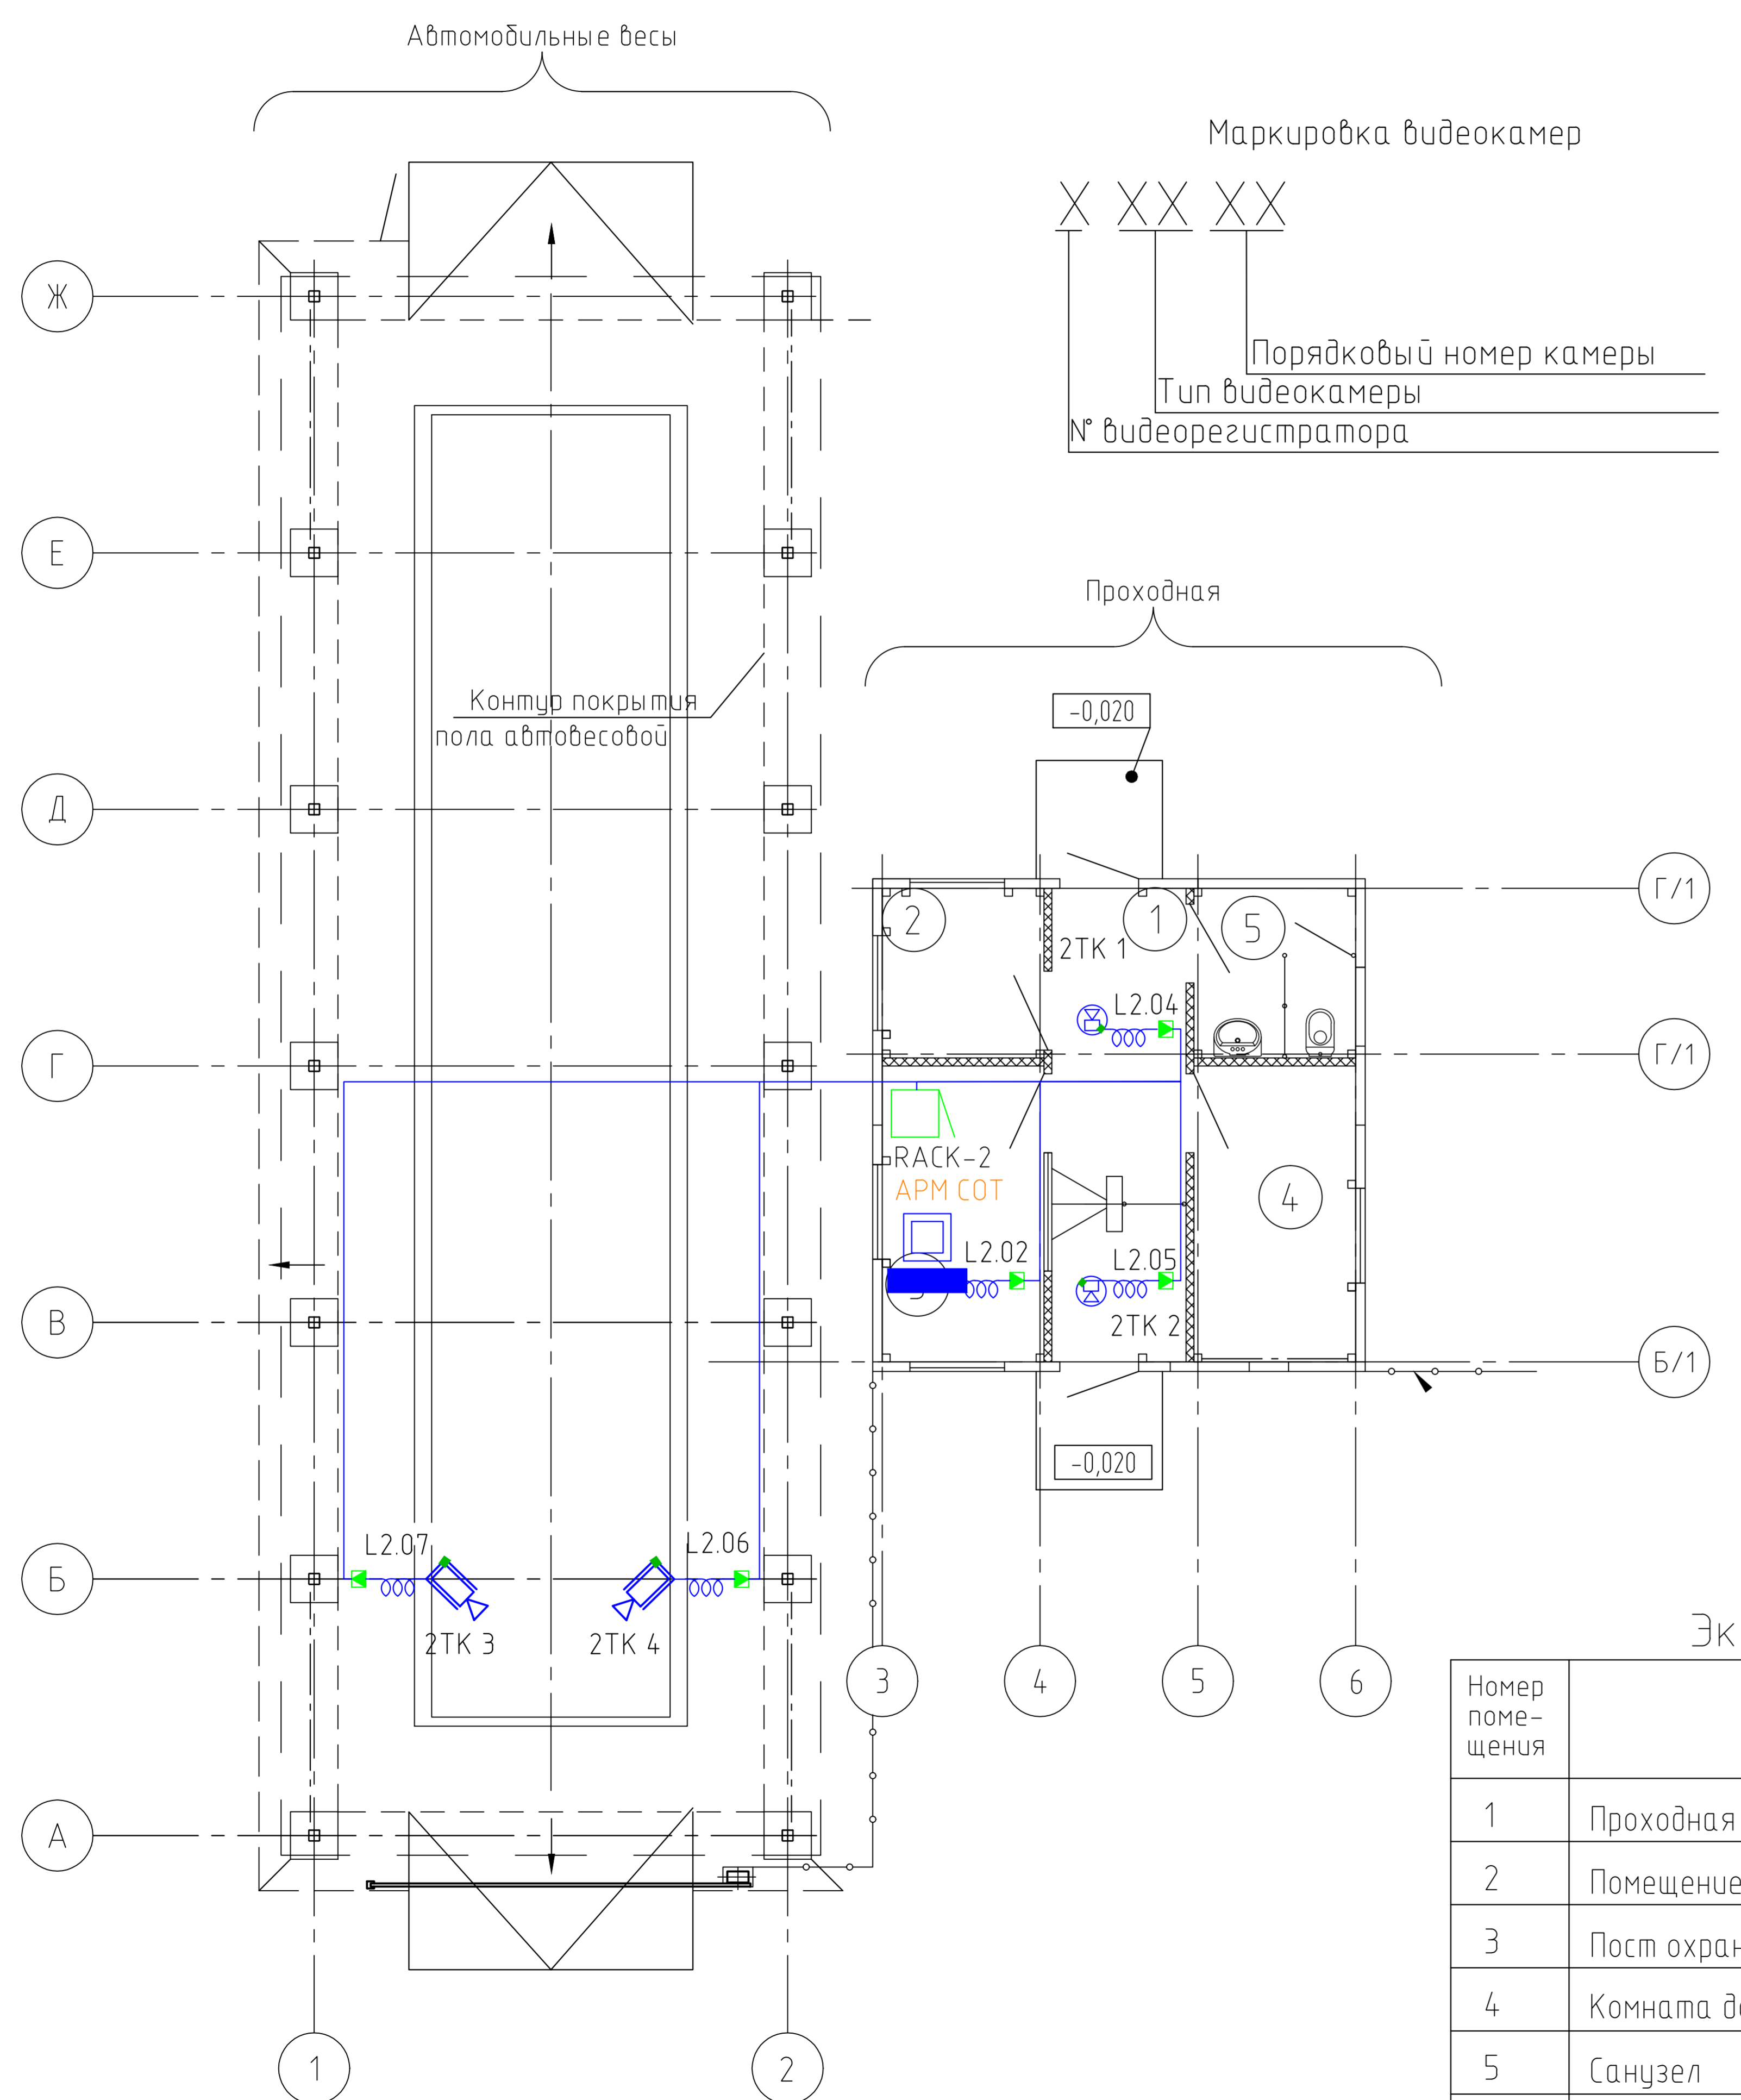 Автомобильные весы
Маркировка видеокамер
X XX XX
Порядковый номер камеры
Тип видеокамеры
N° видеорегистратора
Ж
Е
Проходная
Контур покрытия
пола автовесовой
-0,020
Д
Г/1
2
1
5
2ТК 1
L2.04
Г
Г/1
RACK-2
АРМ СОТ
4
L2.02
L2.05
2ТК 2
В
Б/1
-0,020
L2.07
L2.06
Б
2ТК 3
2ТК 4
3
4
5
6
Номер
поме-
щения
1
Проходная
2
Помещение
А
3
Пост
4
Комната
5
Санузел
1
2